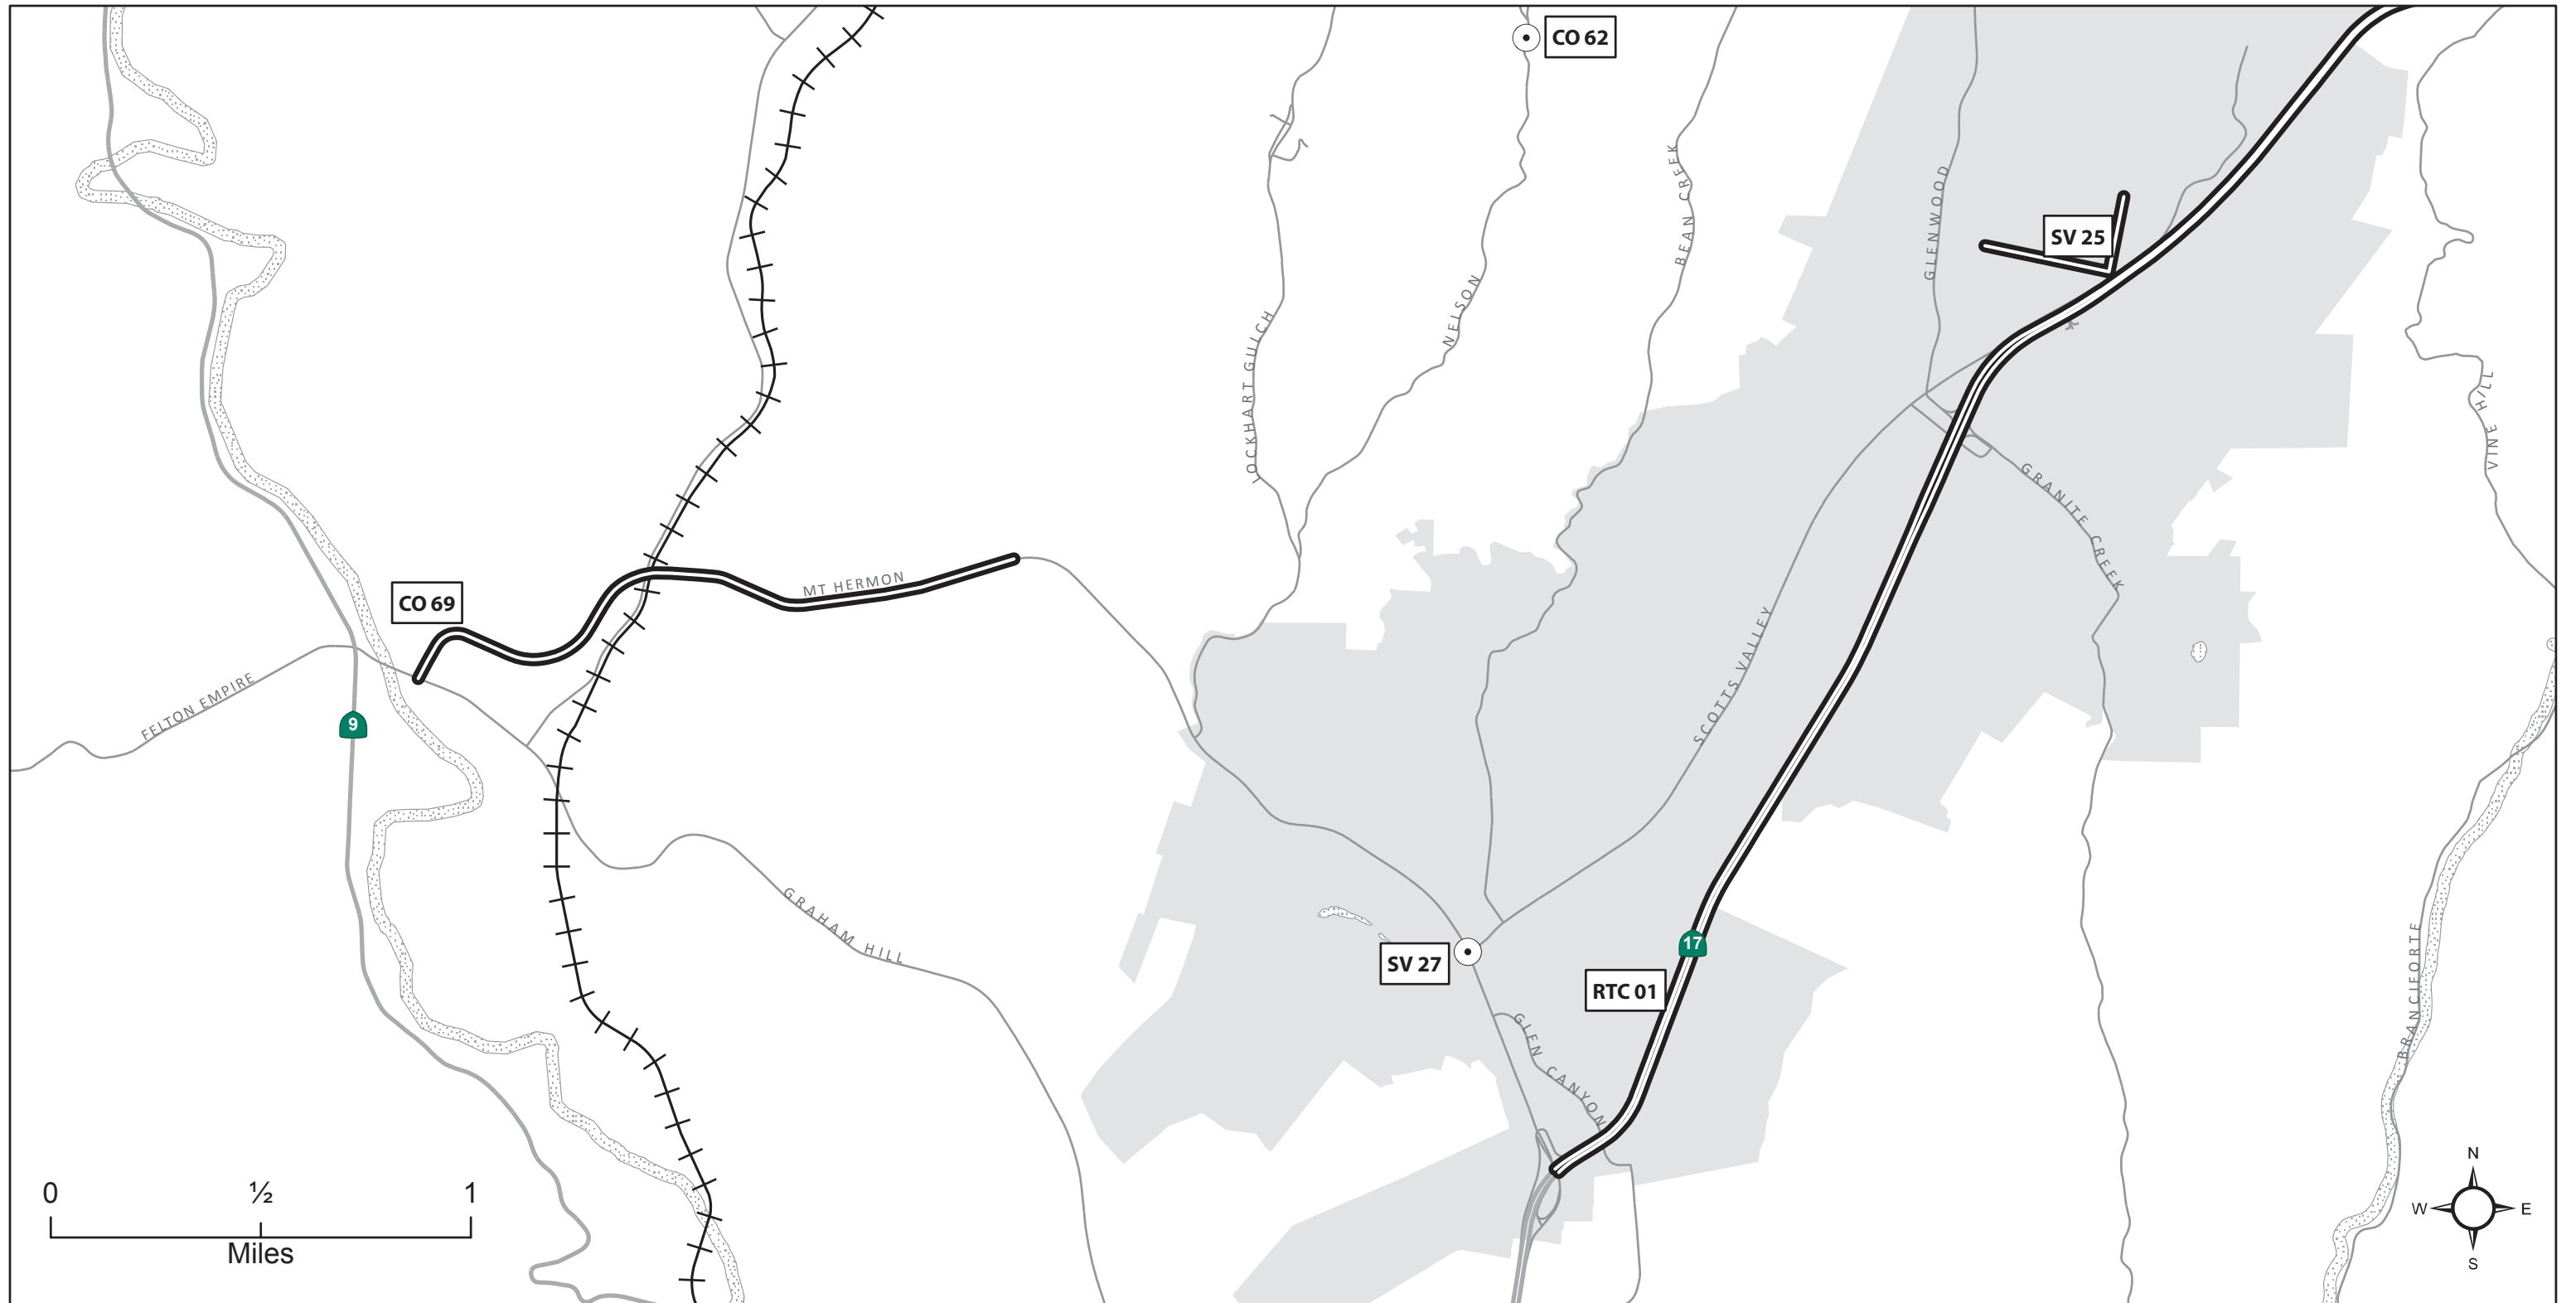 CO 62
BEAN CREEK
GLENWOOD
SV 25
NELSON
LOCKHART GULCH
VINE HILL
GRANITE CREEK
MT HERMON
CO 69
SCOTTS VALLEY
FELTON EMPIRE
9
GRAHAM HILL
SV 27
17
RTC 01
BRANCIFORTE
GLEN CANYON
N
W E
S
0 ½ 1
Miles